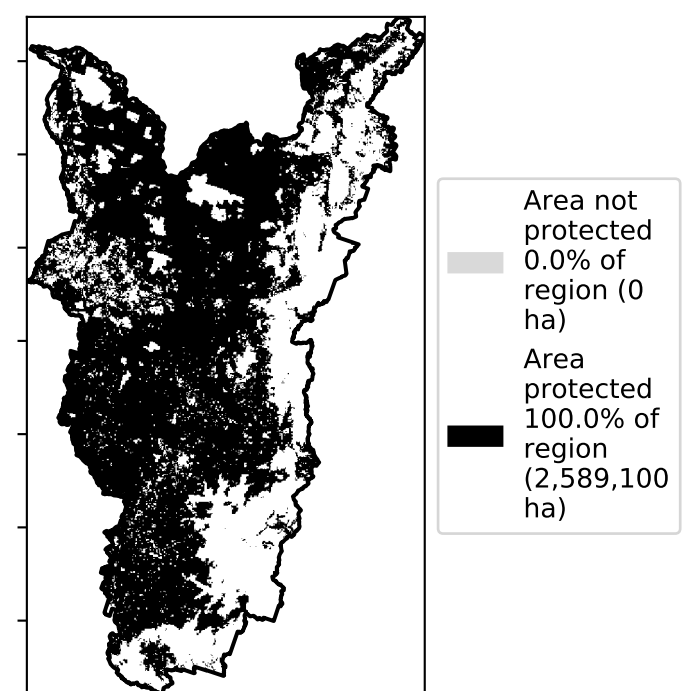 Area not
protected
0.0% of
region (0
ha)
Area
protected
100.0% of
region
(2,589,100
ha)